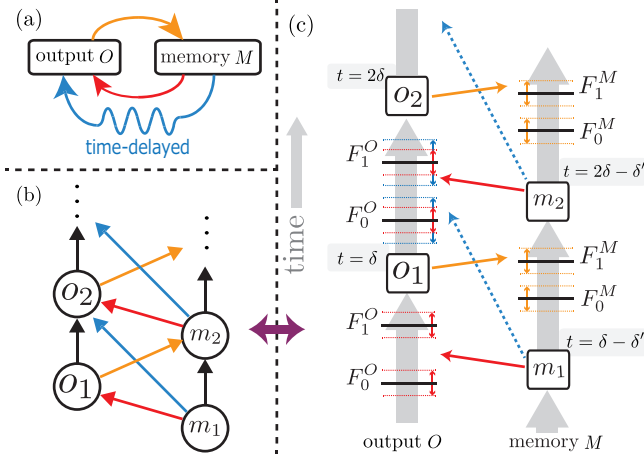 (a)
output O
memory M
time-delayed
(b)
o₂
m₂
o₁
m₁
(c)
time
t = 2δ
o₂
F₁ᴹ
F₀ᴹ
F₁ᴼ
t = 2δ − δ′
m₂
F₀ᴼ
t = δ
o₁
F₁ᴹ
F₀ᴹ
F₁ᴼ
t = δ − δ′
F₀ᴼ
m₁
output O
memory M